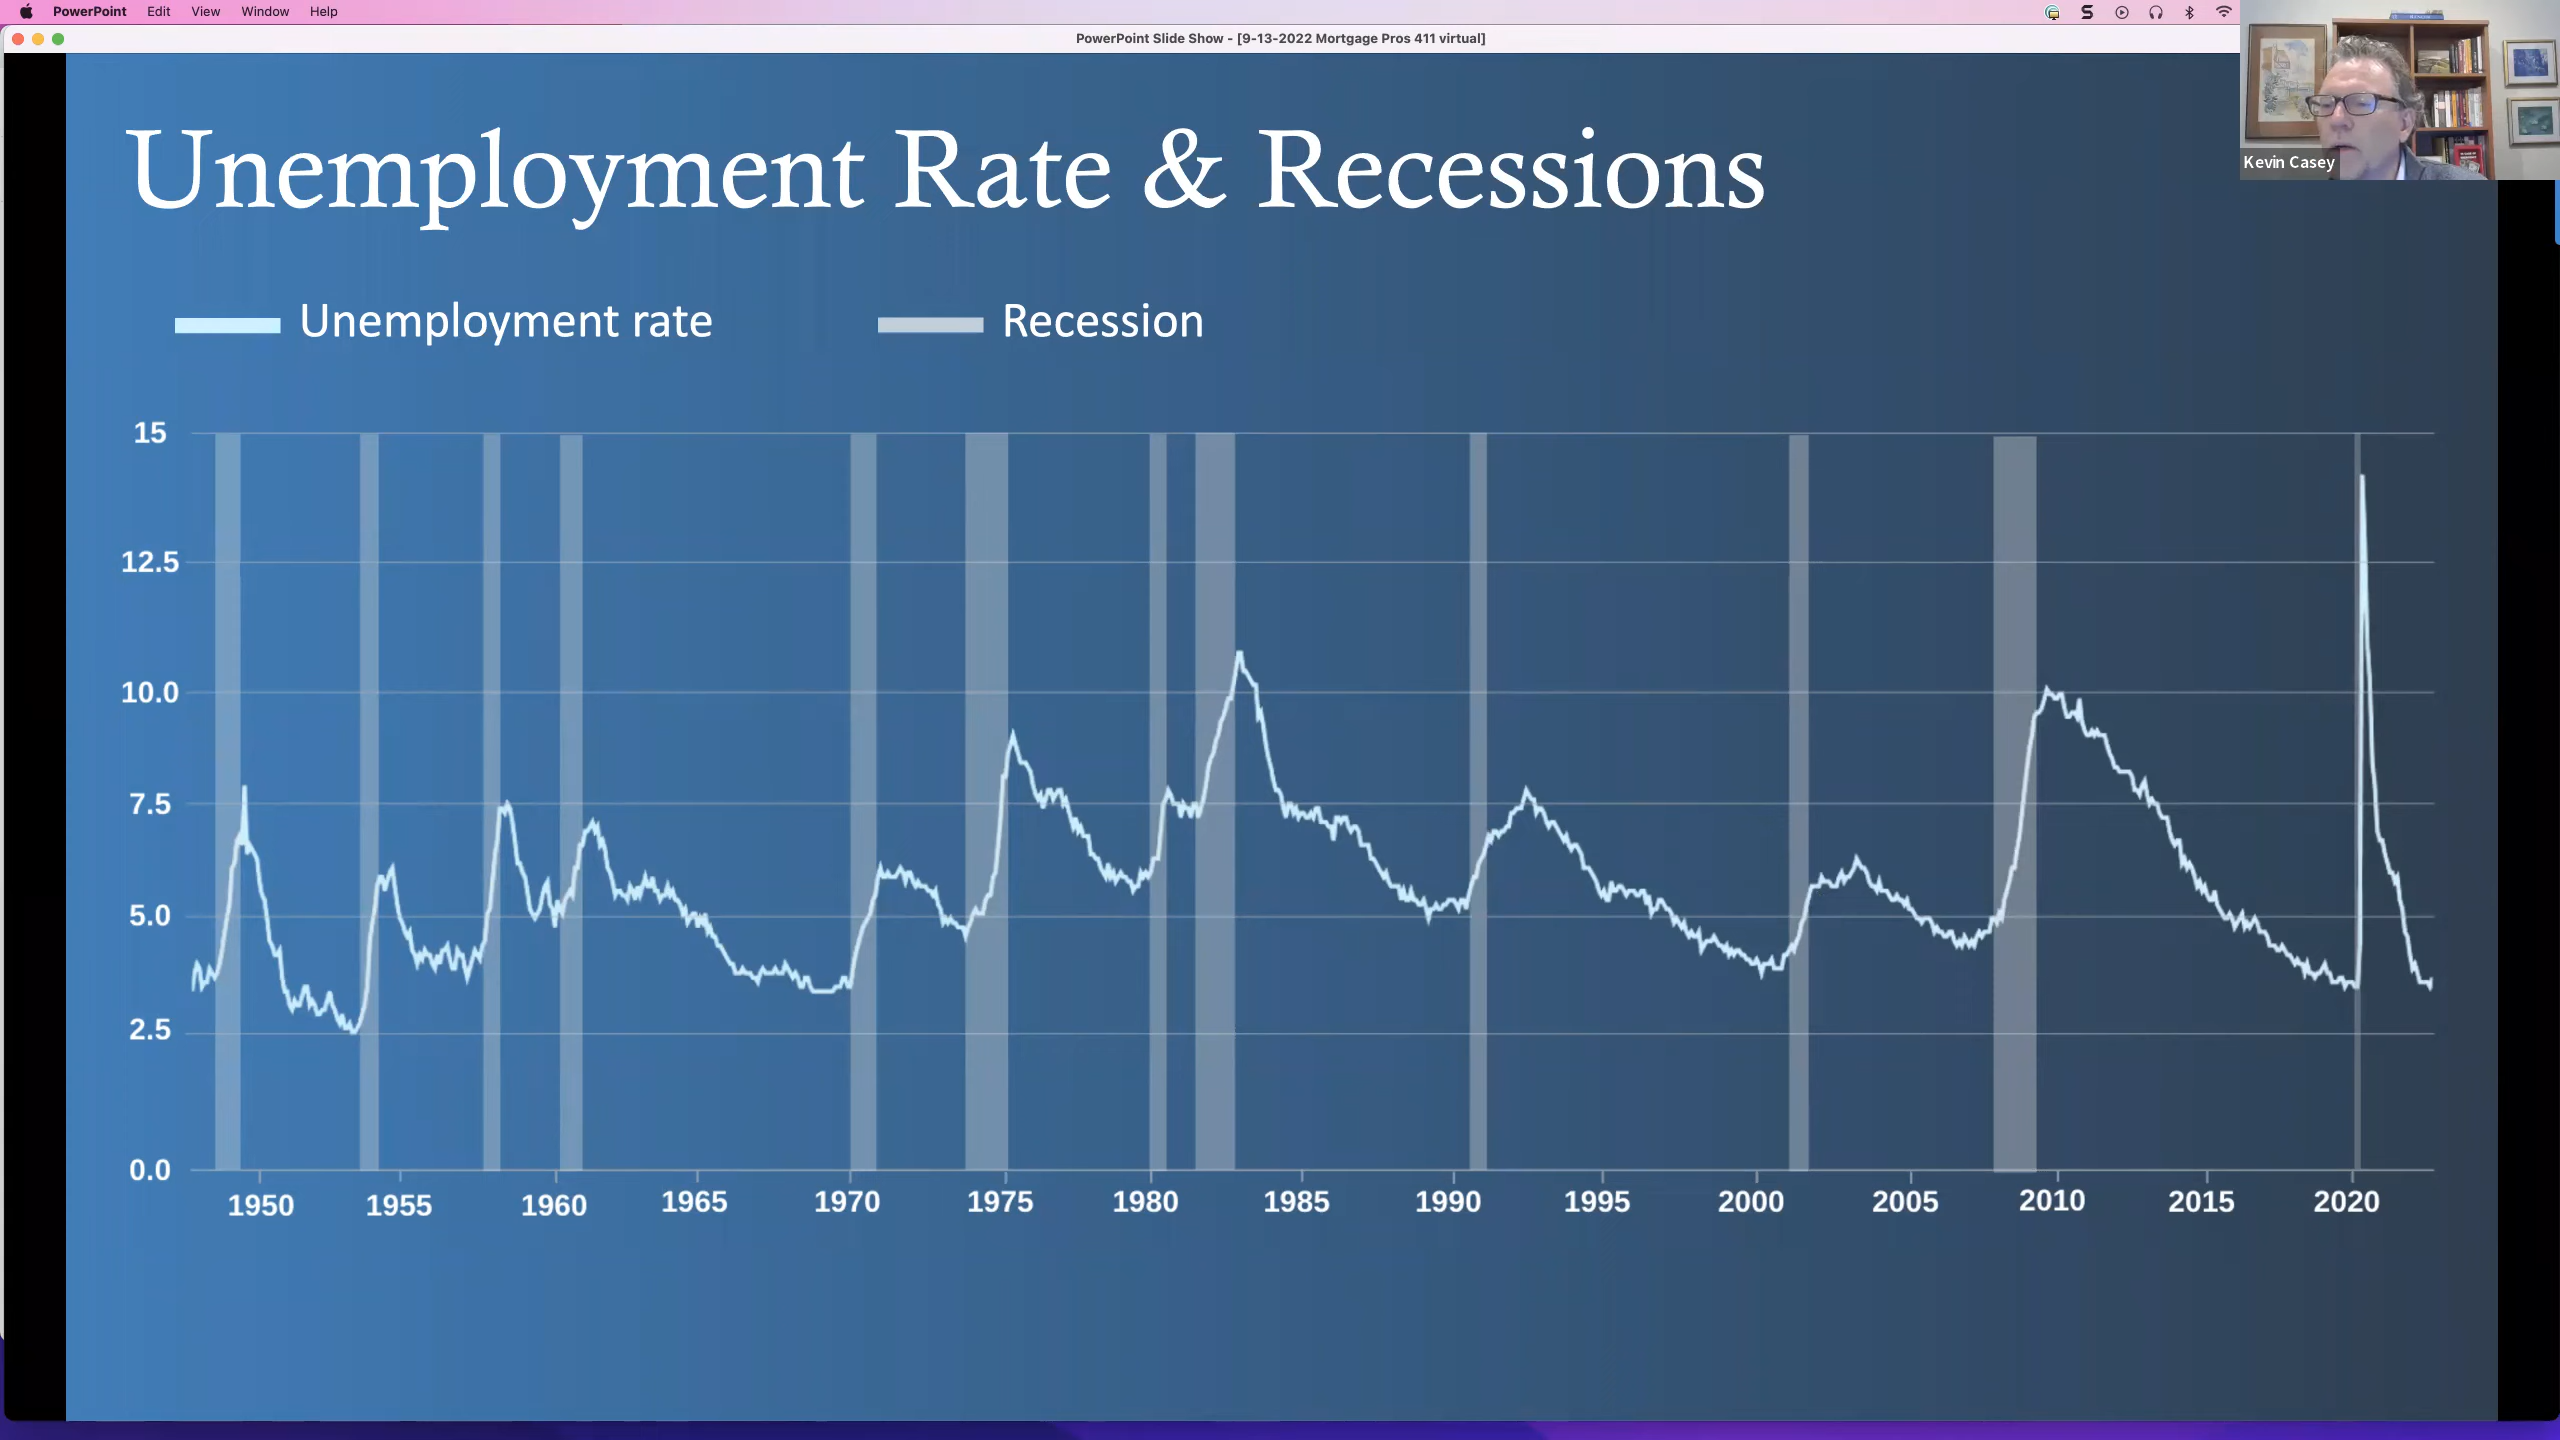 PowerPoint Edit View Window Help
PowerPoint Slide Show - [9-13-2022 Mortgage Pros 411 virtual]
Kevin Casey
Unemployment Rate & Recessions
Unemployment rate Recession
15
12.5
10.0
7.5
5.0
2.5
0.0
1950 1955 1960 1965 1970 1975 1980 1985 1990 1995 2000 2005 2010 2015 2020